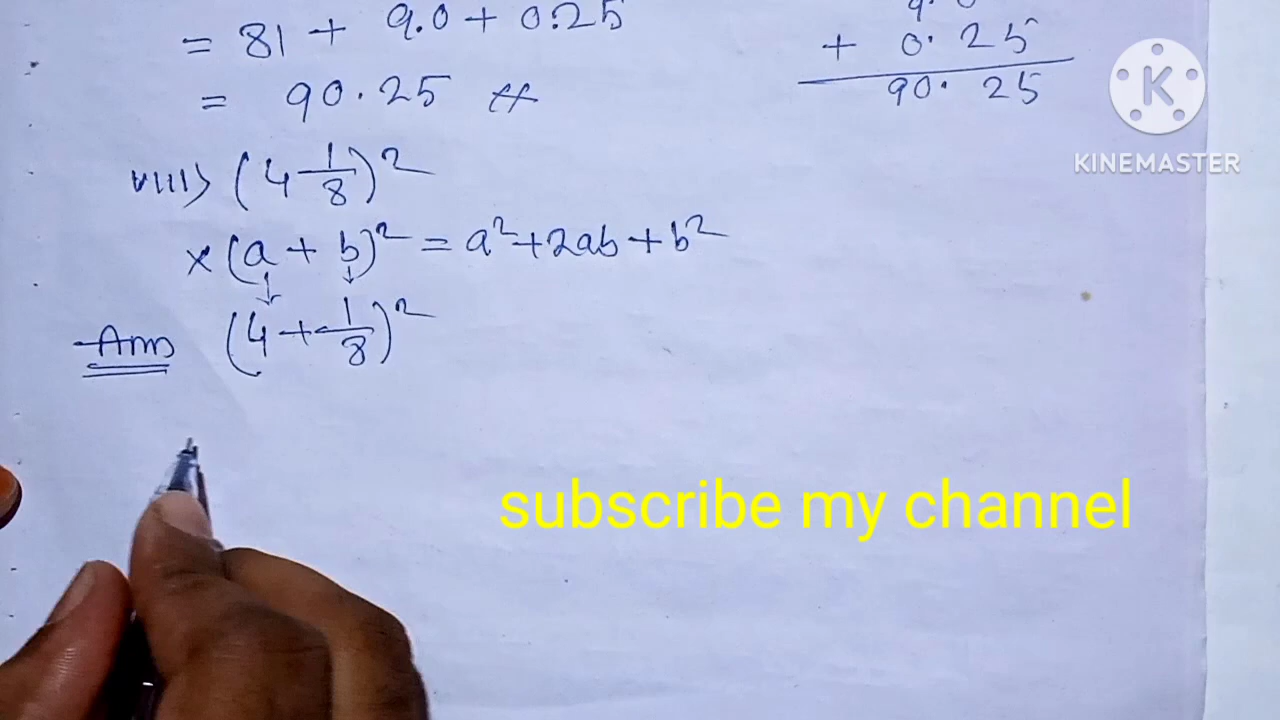 = 81 + 9.0 + 0.25
+ 0.25
= 90.25
90.25
KINEMASTER
viii) (4 1/8)²
× (a + b)² = a² + 2ab + b²
Ans (4 + 1/8)²
subscribe my channel